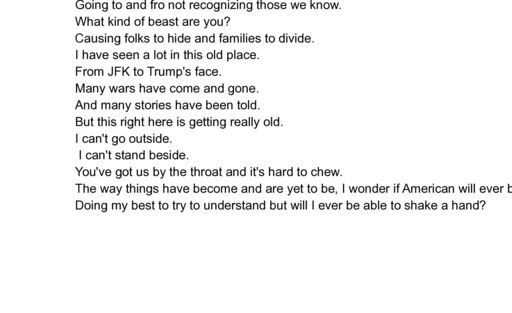 Going to and fro not recognizing those we know.
What kind of beast are you?
Causing folks to hide and families to divide.
I have seen a lot in this old place.
From JFK to Trump's face.
Many wars have come and gone.
And many stories have been told.
But this right here is getting really old.
I can't go outside.
I can't stand beside.
You've got us by the throat and it's hard to chew.
The way things have become and are yet to be, I wonder if American will ever
Doing my best to try to understand but will I ever be able to shake a hand?